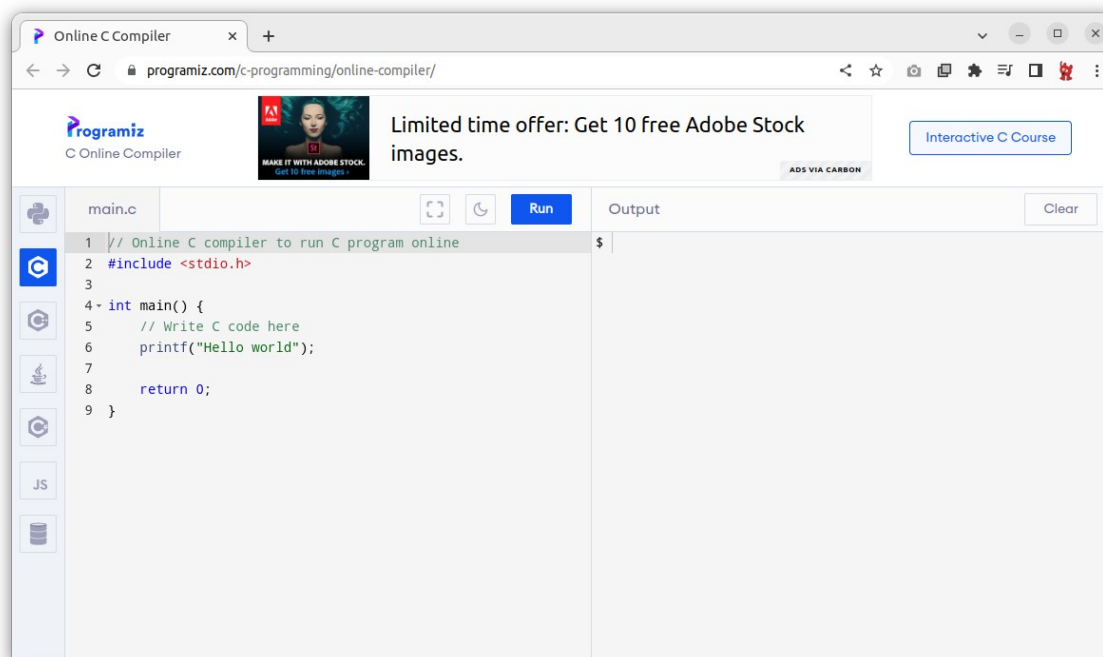 Online C Compiler
programiz.com/c-programming/online-compiler/
Programiz
C Online Compiler
Adobe
St
MAKE IT WITH ADOBE STOCK.
Get 10 free images ›
Limited time offer: Get 10 free Adobe Stock
images.
ADS VIA CARBON
Interactive C Course
main.c
Run
Output
Clear
1 // Online C compiler to run C program online
2 #include <stdio.h>
3
4 int main() {
5 // Write C code here
6 printf("Hello world");
7
8 return 0;
9 }
$
JS